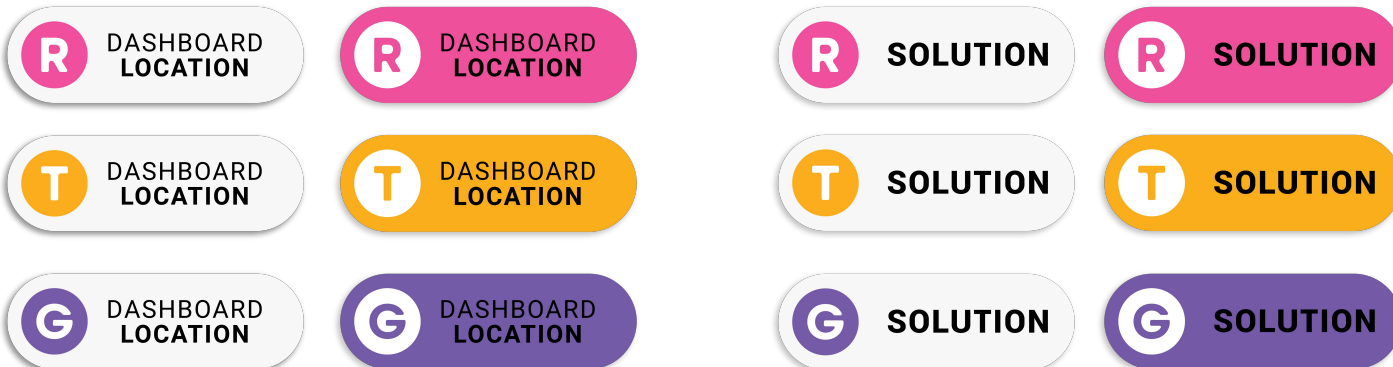 R DASHBOARD
LOCATION
R DASHBOARD
LOCATION
R SOLUTION
R SOLUTION
T DASHBOARD
LOCATION
T DASHBOARD
LOCATION
T SOLUTION
T SOLUTION
G DASHBOARD
LOCATION
G DASHBOARD
LOCATION
G SOLUTION
G SOLUTION